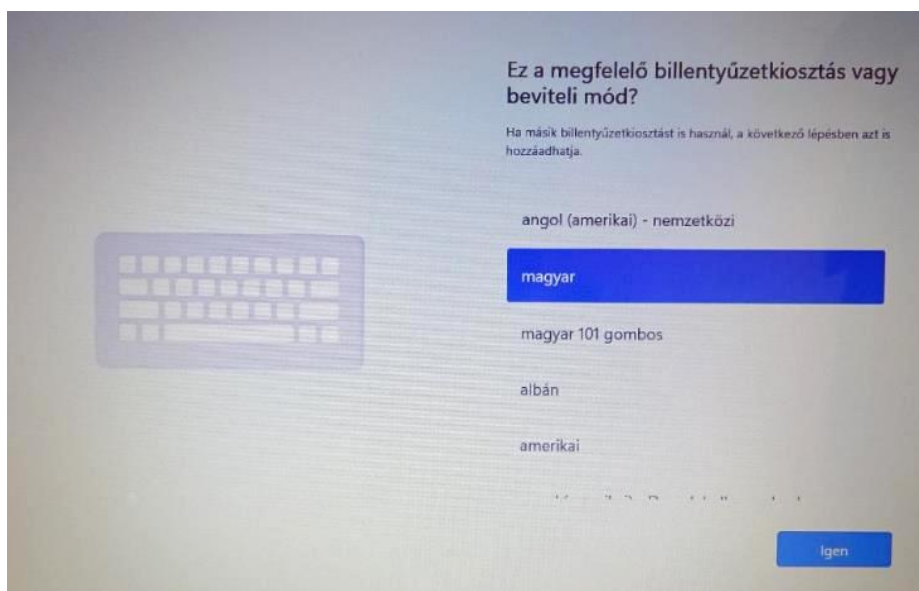 Ez a megfelelő billentyűzetkiosztás vagy
beviteli mód?
Ha másik billentyűzetkiosztást is használ, a következő lépésben azt is
hozzáadhatja.
angol (amerikai) - nemzetközi
magyar
magyar 101 gombos
albán
amerikai
Igen